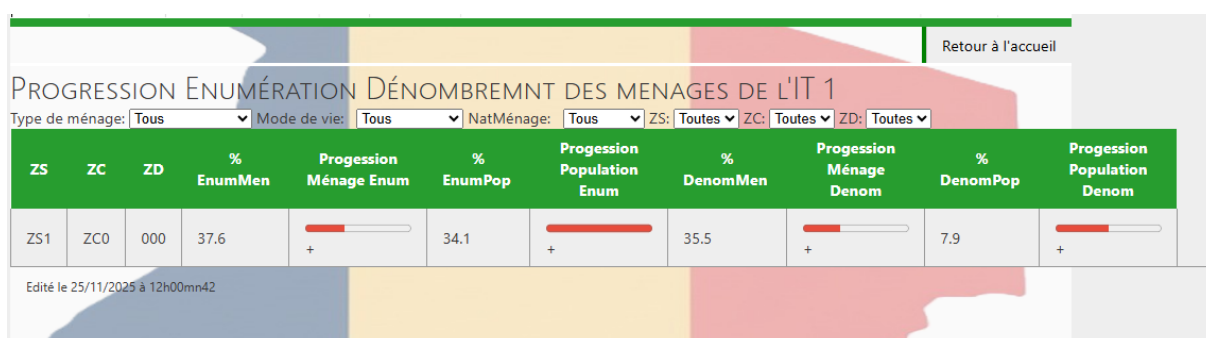 Retour à l'accueil
Progression Enumération Dénombremnt des menages de l'IT 1
Type de ménage: Tous Mode de vie: Tous NatMénage: Tous ZS: Toutes ZC: Toutes ZD: Toutes
ZS ZC ZD % EnumMen Progession Ménage Enum % EnumPop Progession Population Enum % DenomMen Progession Ménage Denom % DenomPop Progession Population Denom
ZS1 ZC0 000 37.6 + 34.1 + 35.5 + 7.9 +
Edité le 25/11/2025 à 12h00mn42